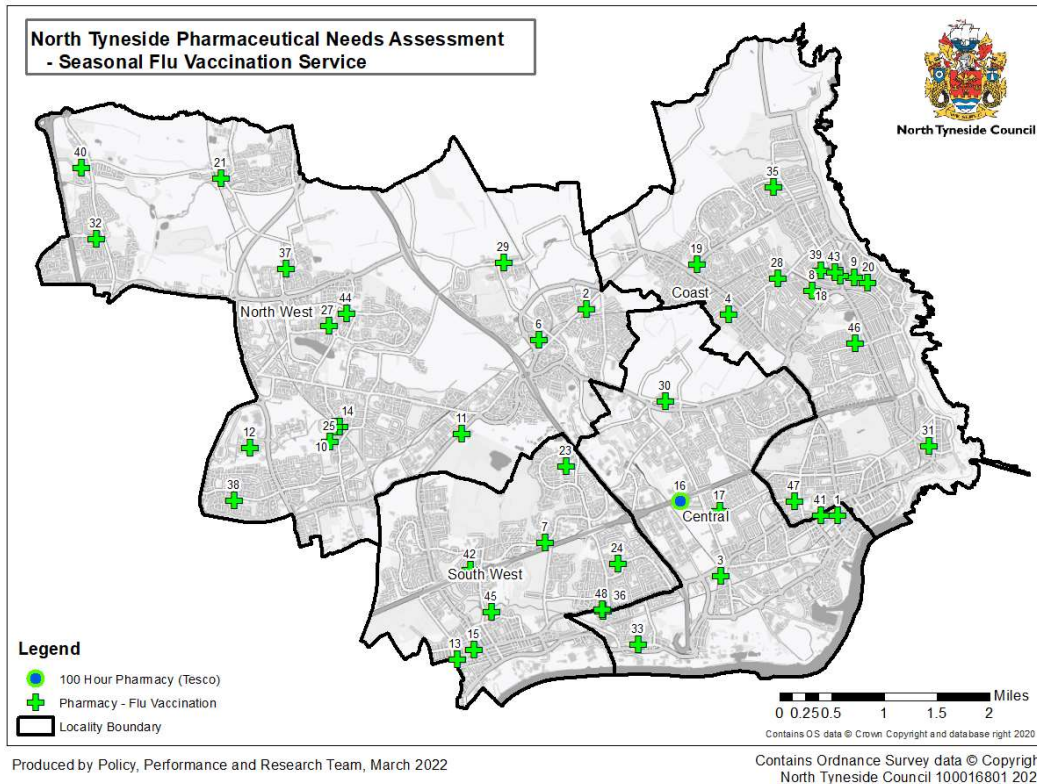 North Tyneside Pharmaceutical Needs Assessment
- Seasonal Flu Vaccination Service
North Tyneside Council
40
21
35
32
37
29
19
28
39
43
9
20
8
18
Coast
2
4
44
North West
27
6
46
30
14
25
10
12
11
31
23
38
16
17
Central
47
41
1
7
42
24
3
South West
45
48
36
33
13
15
Legend
100 Hour Pharmacy (Tesco)
Pharmacy - Flu Vaccination
Locality Boundary
Miles
0 0.25 0.5 1 1.5 2
Contains OS data © Crown Copyright and database right 2020
Produced by Policy, Performance and Research Team, March 2022
Contains Ordnance Survey data © Copyrigh
North Tyneside Council 100016801 202